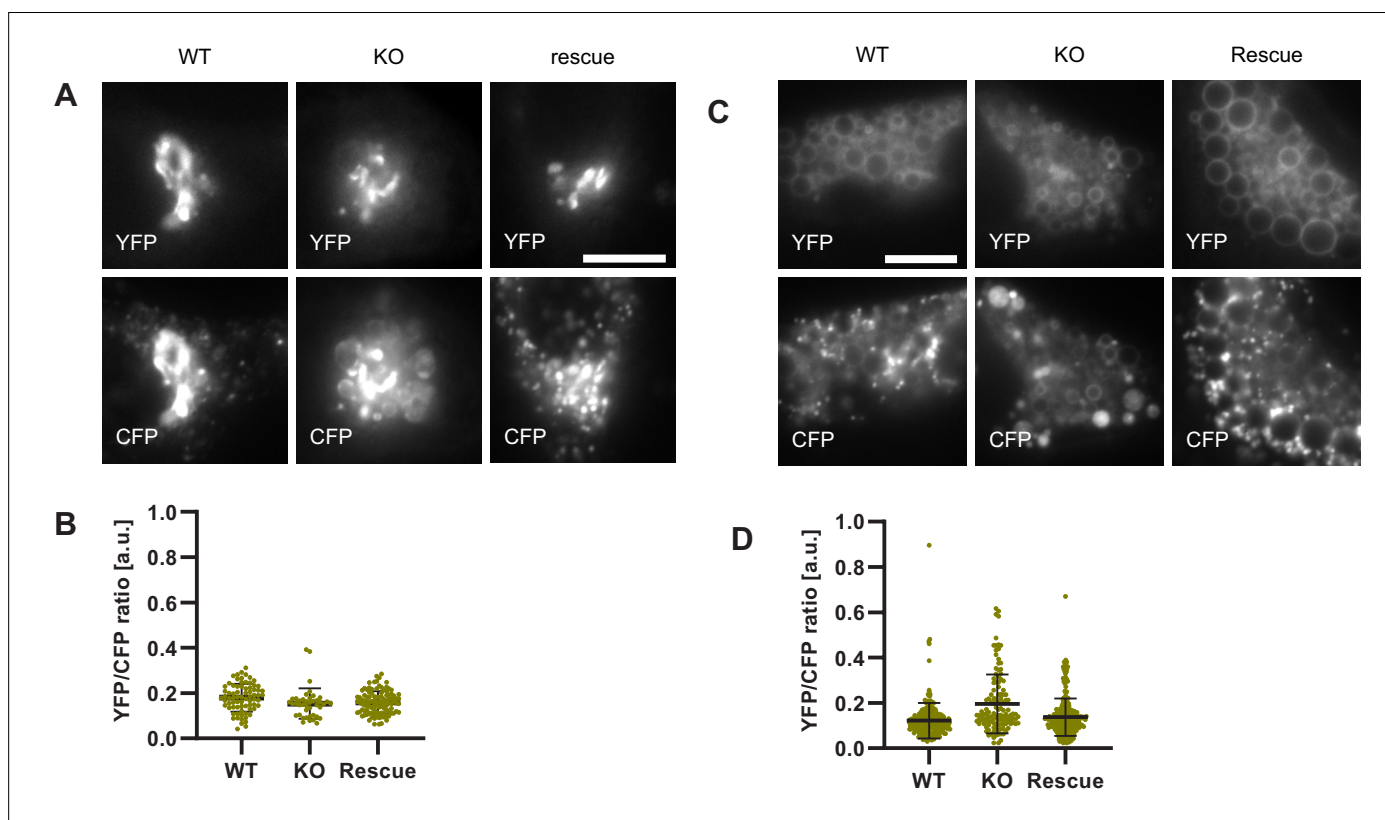 WT KO rescue
A
YFP YFP YFP
CFP CFP CFP
B
YFP/CFP ratio [a.u.]
1.0
0.8
0.6
0.4
0.2
0.0
WT KO Rescue
WT KO Rescue
C
YFP YFP YFP
CFP CFP CFP
D
YFP/CFP ratio [a.u.]
1.0
0.8
0.6
0.4
0.2
0.0
WT KO Rescue